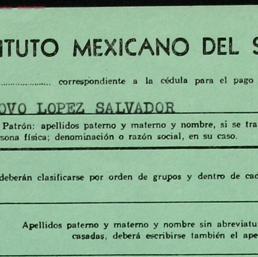 ITUTO MEXICANO DEL S
correspondiente a la cédula para el pago
OVO LOPEZ SALVADOR
Patrón: apellidos paterno y materno y nombre, si se tra
sona física; denominación o razón social, en su caso.
deberán clasificarse por orden de grupos y dentro de cad
Apellidos paterno y materno y nombre sin abreviatu
casadas, deberá escribirse también el ape